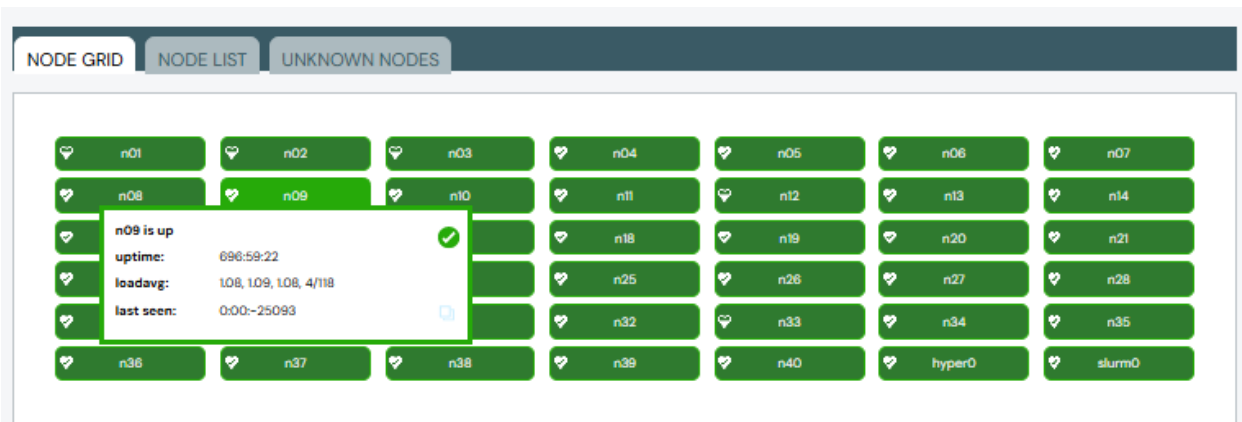 NODE GRID NODE LIST UNKNOWN NODES
n01 n02 n03 n04 n05 n06 n07
n08 n09 n10 n11 n12 n13 n14
n09 is up
uptime: 696:59:22
loadavg: 1.08, 1.09, 1.08, 4/118
last seen: 0:00:-25093
n18 n19 n20 n21
n25 n26 n27 n28
n32 n33 n34 n35
n36 n37 n38 n39 n40 hyper0 slurm0